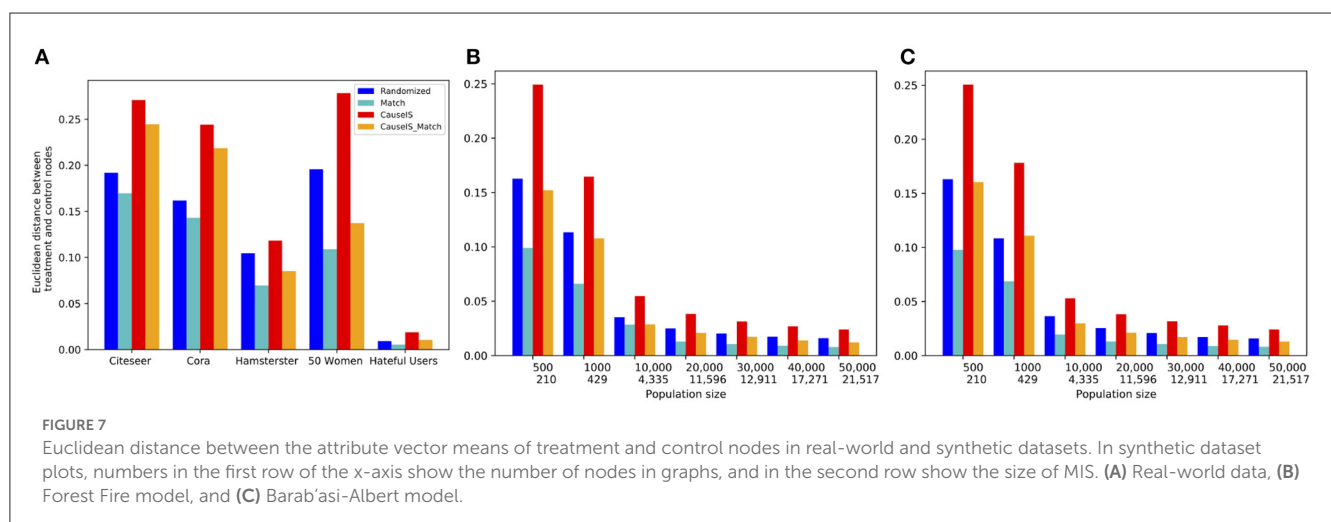 A
B
C
Euclidean distance between
treatment and control nodes
0.25
0.20
0.15
0.10
0.05
0.00
Randomized
Match
CauseIS
CauseIS_Match
Citeseer Cora Hamsterster 50 Women Hateful Users
0.25
0.20
0.15
0.10
0.05
0.00
500 1000 10,000 20,000 30,000 40,000 50,000
210 429 4,335 11,596 12,911 17,271 21,517
Population size
0.25
0.20
0.15
0.10
0.05
0.00
500 1000 10,000 20,000 30,000 40,000 50,000
210 429 4,335 11,596 12,911 17,271 21,517
Population size
FIGURE 7
Euclidean distance between the attribute vector means of treatment and control nodes in real-world and synthetic datasets. In synthetic dataset
plots, numbers in the first row of the x-axis show the number of nodes in graphs, and in the second row show the size of MIS. (A) Real-world data, (B)
Forest Fire model, and (C) Barab'asi-Albert model.